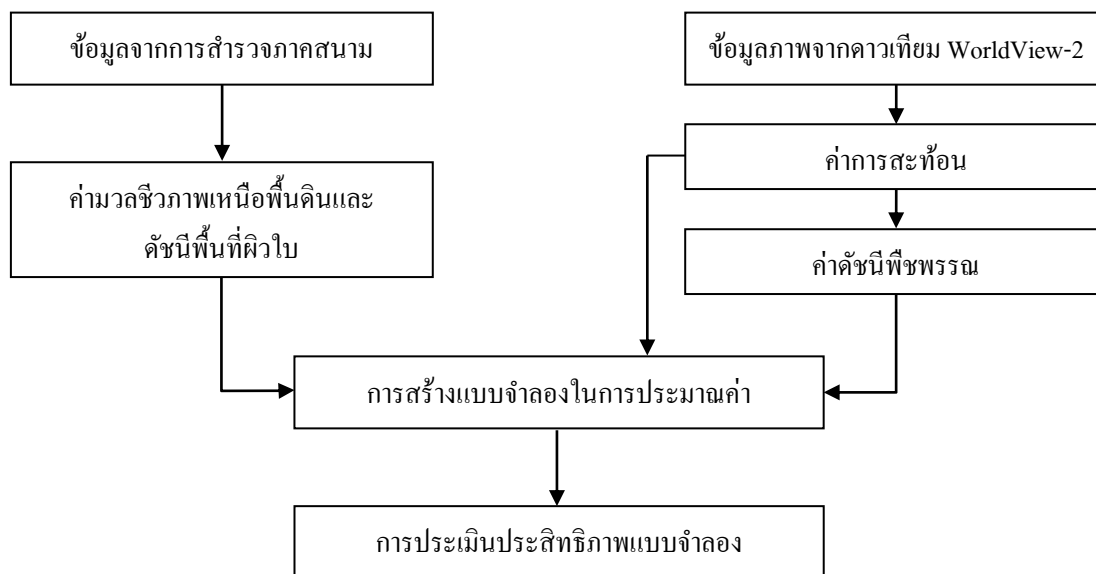 ข้อมูลจากการสำรวจภาคสนาม
ข้อมูลภาพจากดาวเทียม WorldView-2
ค่าการสะท้อน
ค่ามวลชีวภาพเหนือพื้นดินและ
ดัชนีพื้นที่ผิวใบ
ค่าดัชนีพืชพรรณ
การสร้างแบบจำลองในการประมาณค่า
การประเมินประสิทธิภาพแบบจำลอง